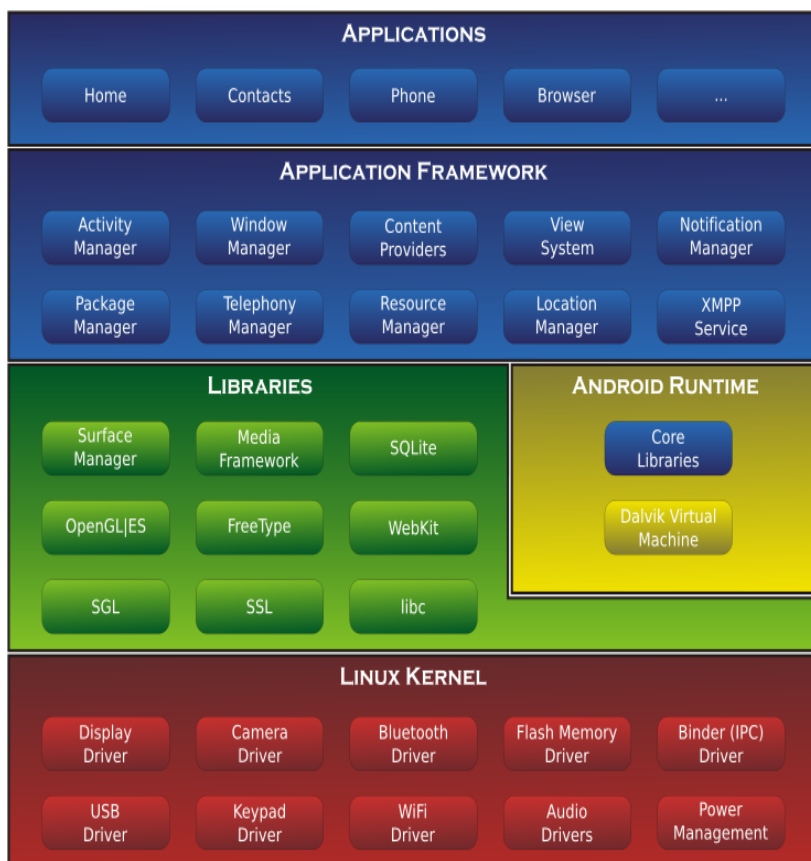 APPLICATIONS
Home
Contacts
Phone
Browser
...
APPLICATION FRAMEWORK
Activity
Manager
Window
Manager
Content
Providers
View
System
Notification
Manager
Package
Manager
Telephony
Manager
Resource
Manager
Location
Manager
XMPP
Service
LIBRARIES
Surface
Manager
Media
Framework
SQLite
OpenGL|ES
FreeType
WebKit
SGL
SSL
libc
ANDROID RUNTIME
Core
Libraries
Dalvik Virtual
Machine
LINUX KERNEL
Display
Driver
Camera
Driver
Bluetooth
Driver
Flash Memory
Driver
Binder (IPC)
Driver
USB
Driver
Keypad
Driver
WiFi
Driver
Audio
Drivers
Power
Management